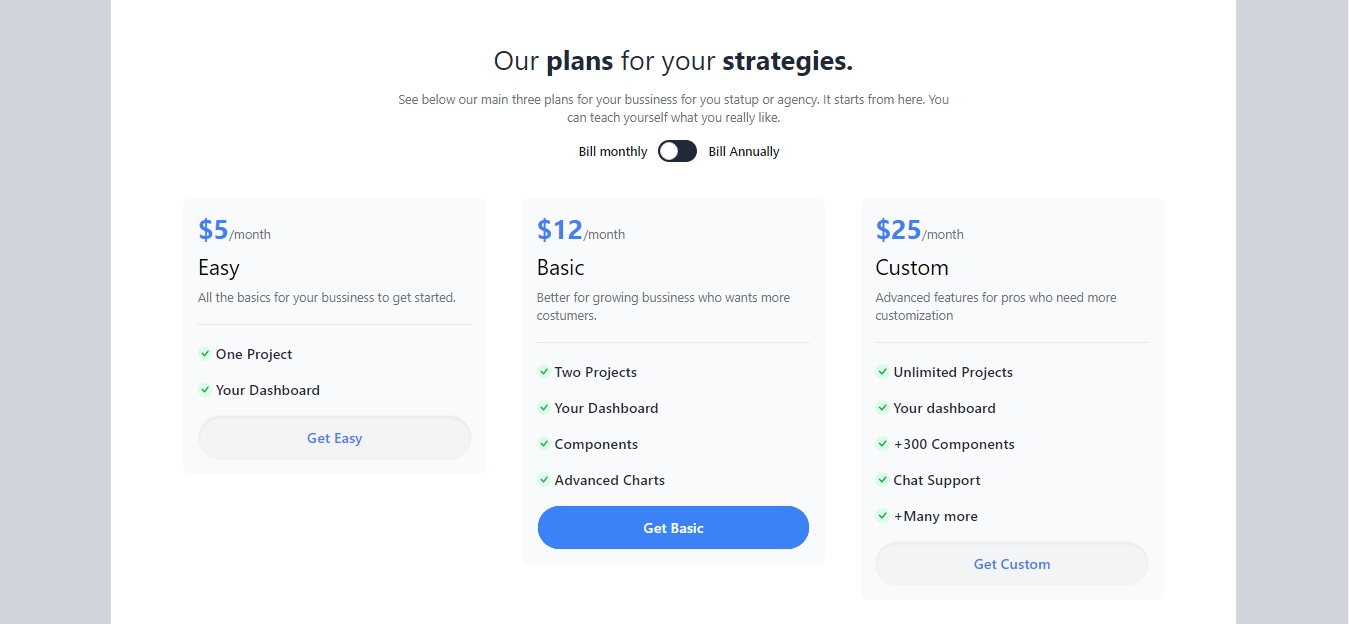 Our plans for your strategies.
See below our main three plans for your bussiness for you statup or agency. It starts from here. You
can teach yourself what you really like.
Bill monthly
Bill Annually
$5/month
Easy
All the basics for your bussiness to get started.
One Project
Your Dashboard
Get Easy
$12/month
Basic
Better for growing bussiness who wants more
costumers.
Two Projects
Your Dashboard
Components
Advanced Charts
Get Basic
$25/month
Custom
Advanced features for pros who need more
customization
Unlimited Projects
Your dashboard
+300 Components
Chat Support
+Many more
Get Custom